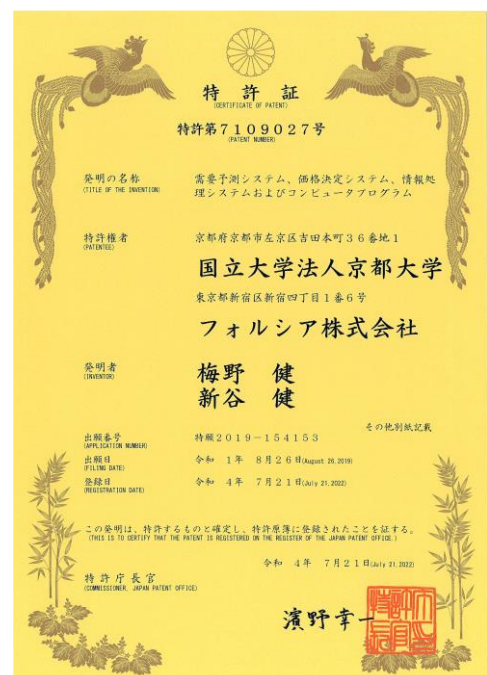 特許証
(CERTIFICATE OF PATENT)
特許第7109027号
(PATENT NUMBER)
発明の名称
(TITLE OF THE INVENTION)
需要予測システム、価格決定システム、情報処
理システムおよびコンピュータプログラム
特許権者
(PATENTEE)
京都府京都市左京区吉田本町36番地1
国立大学法人京都大学
東京都新宿区新宿四丁目1番6号
フォルシア株式会社
発明者
(INVENTOR)
梅野 健
新谷 健
その他別紙記載
出願番号
(APPLICATION NUMBER)
特願2019-154153
出願日
(FILING DATE)
令和 1年 8月26日(August 26,2019)
登録日
(REGISTRATION DATE)
令和 4年 7月21日(July 21,2022)
この発明は、特許するものと確定し、特許原簿に登録されたことを証する。
(THIS IS TO CERTIFY THAT THE PATENT IS REGISTERED ON THE REGISTER OF THE JAPAN PATENT OFFICE.)
令和 4年 7月21日(July 21,2022)
特許庁長官
(COMMISSIONER, JAPAN PATENT OFFICE)
濱野幸一